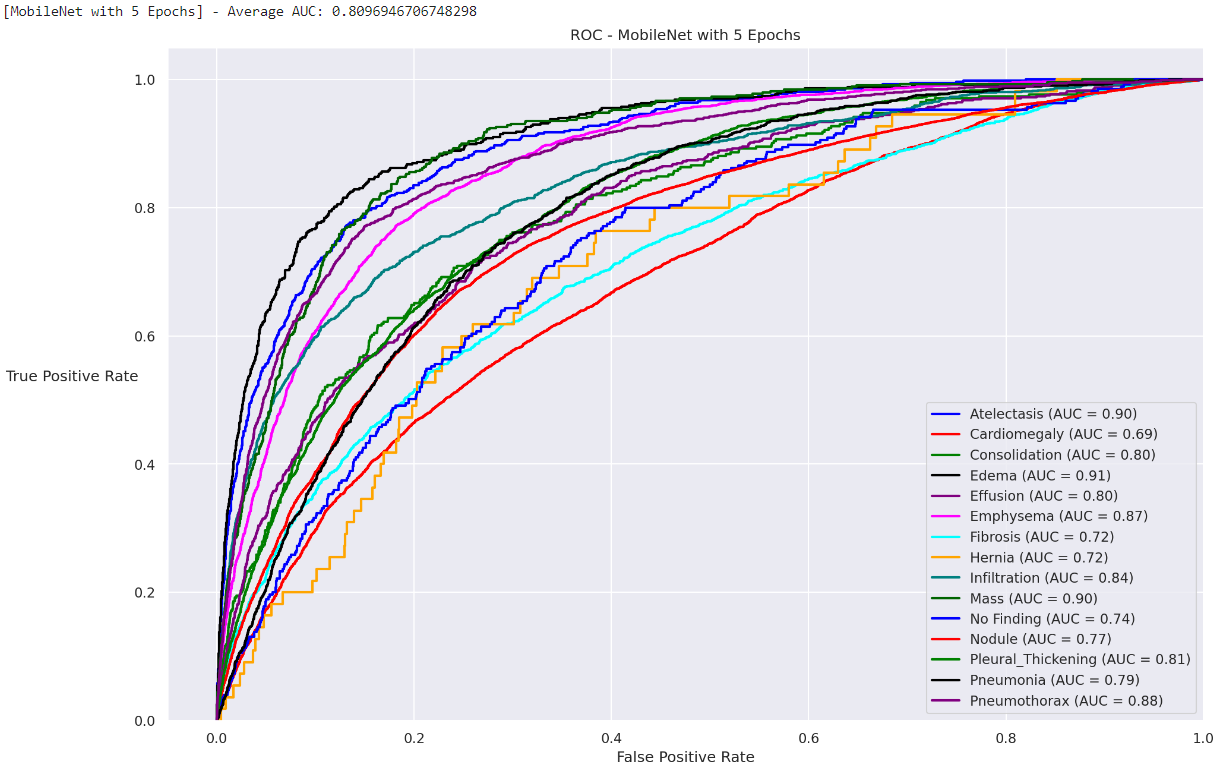 [MobileNet with 5 Epochs] - Average AUC: 0.8096946706748298
ROC - MobileNet with 5 Epochs
1.0
0.8
0.6
True Positive Rate
0.4
0.2
0.0
Atelectasis (AUC = 0.90)
Cardiomegaly (AUC = 0.69)
Consolidation (AUC = 0.80)
Edema (AUC = 0.91)
Effusion (AUC = 0.80)
Emphysema (AUC = 0.87)
Fibrosis (AUC = 0.72)
Hernia (AUC = 0.72)
Infiltration (AUC = 0.84)
Mass (AUC = 0.90)
No Finding (AUC = 0.74)
Nodule (AUC = 0.77)
Pleural_Thickening (AUC = 0.81)
Pneumonia (AUC = 0.79)
Pneumothorax (AUC = 0.88)
0.0 0.2 0.4 0.6 0.8 1.0
False Positive Rate